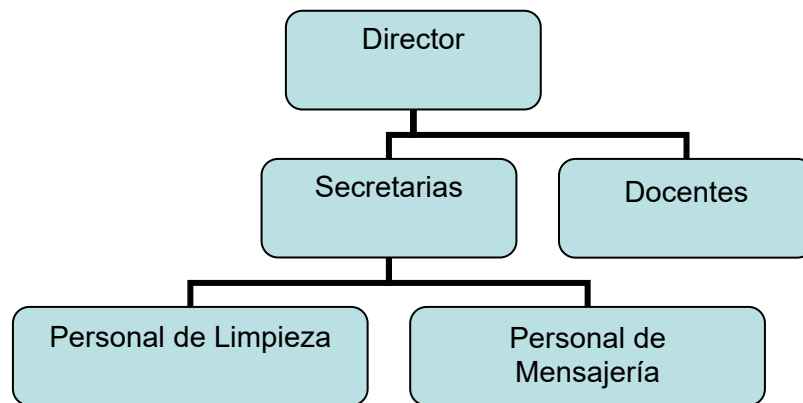 Director
Secretarias
Docentes
Personal de Limpieza
Personal de
Mensajería